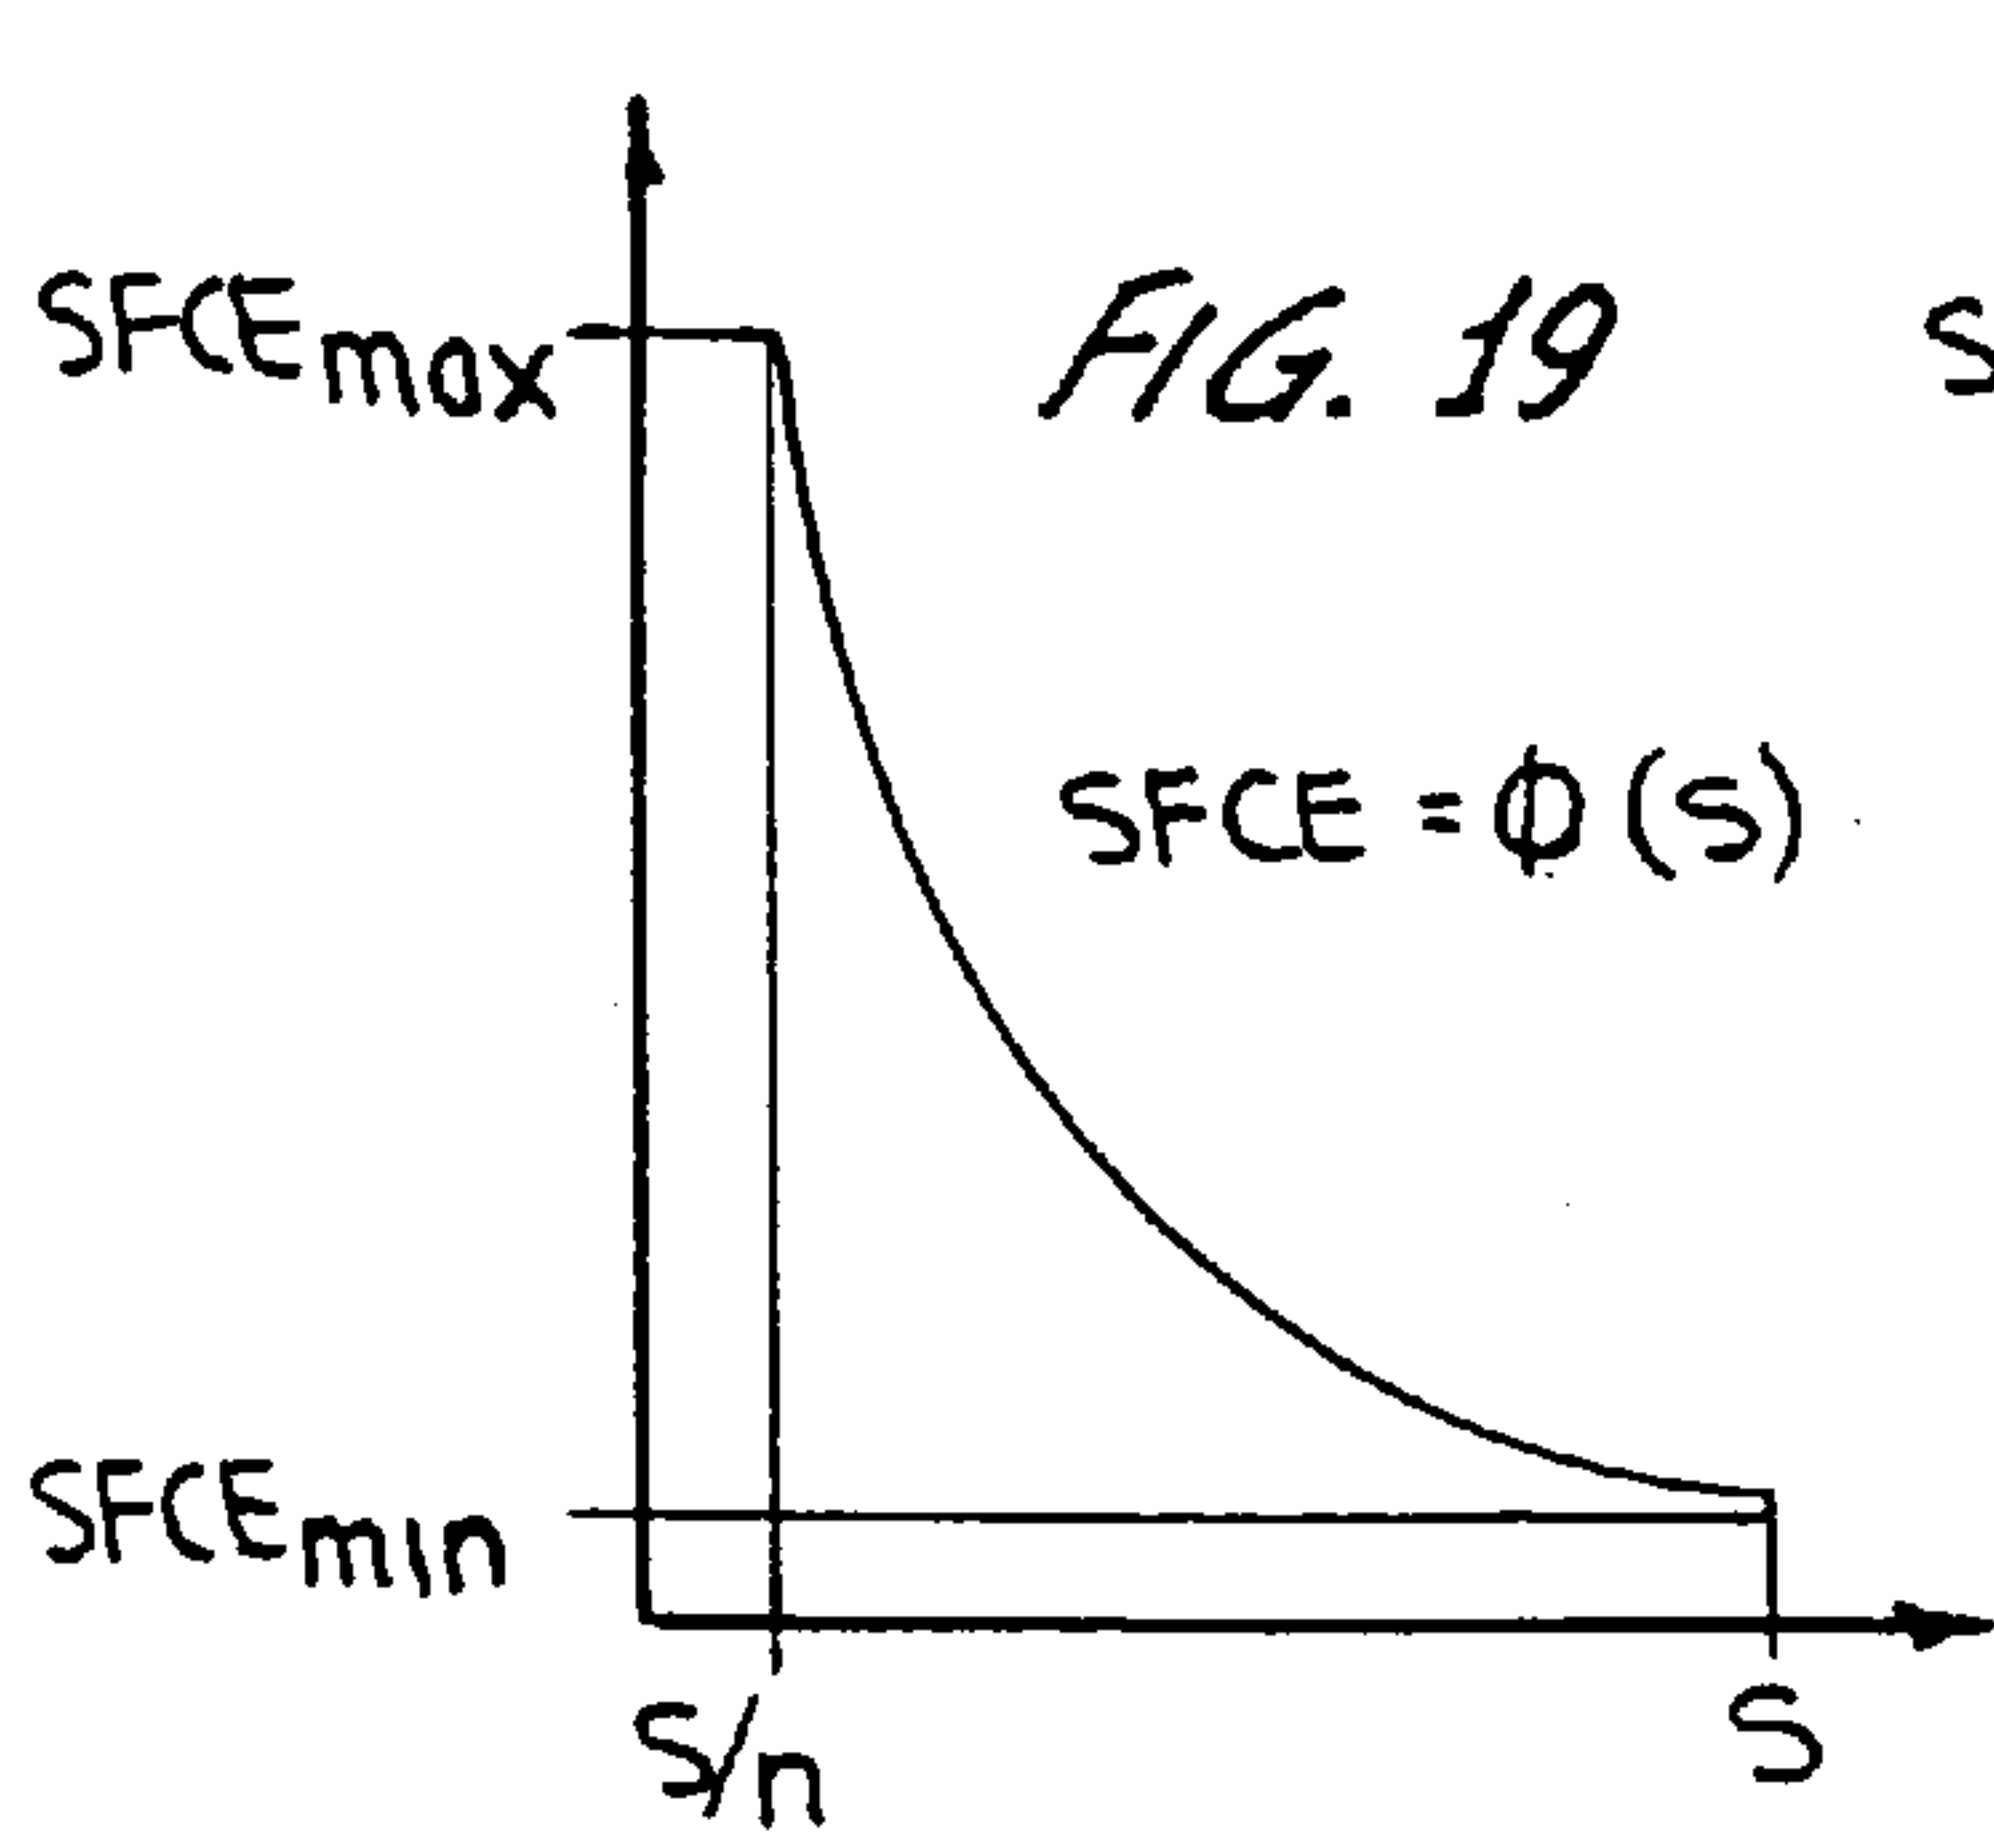 SFCEmax
FIG. 19
S
SFCE = Φ (S)
SFCEmin
S/n
S